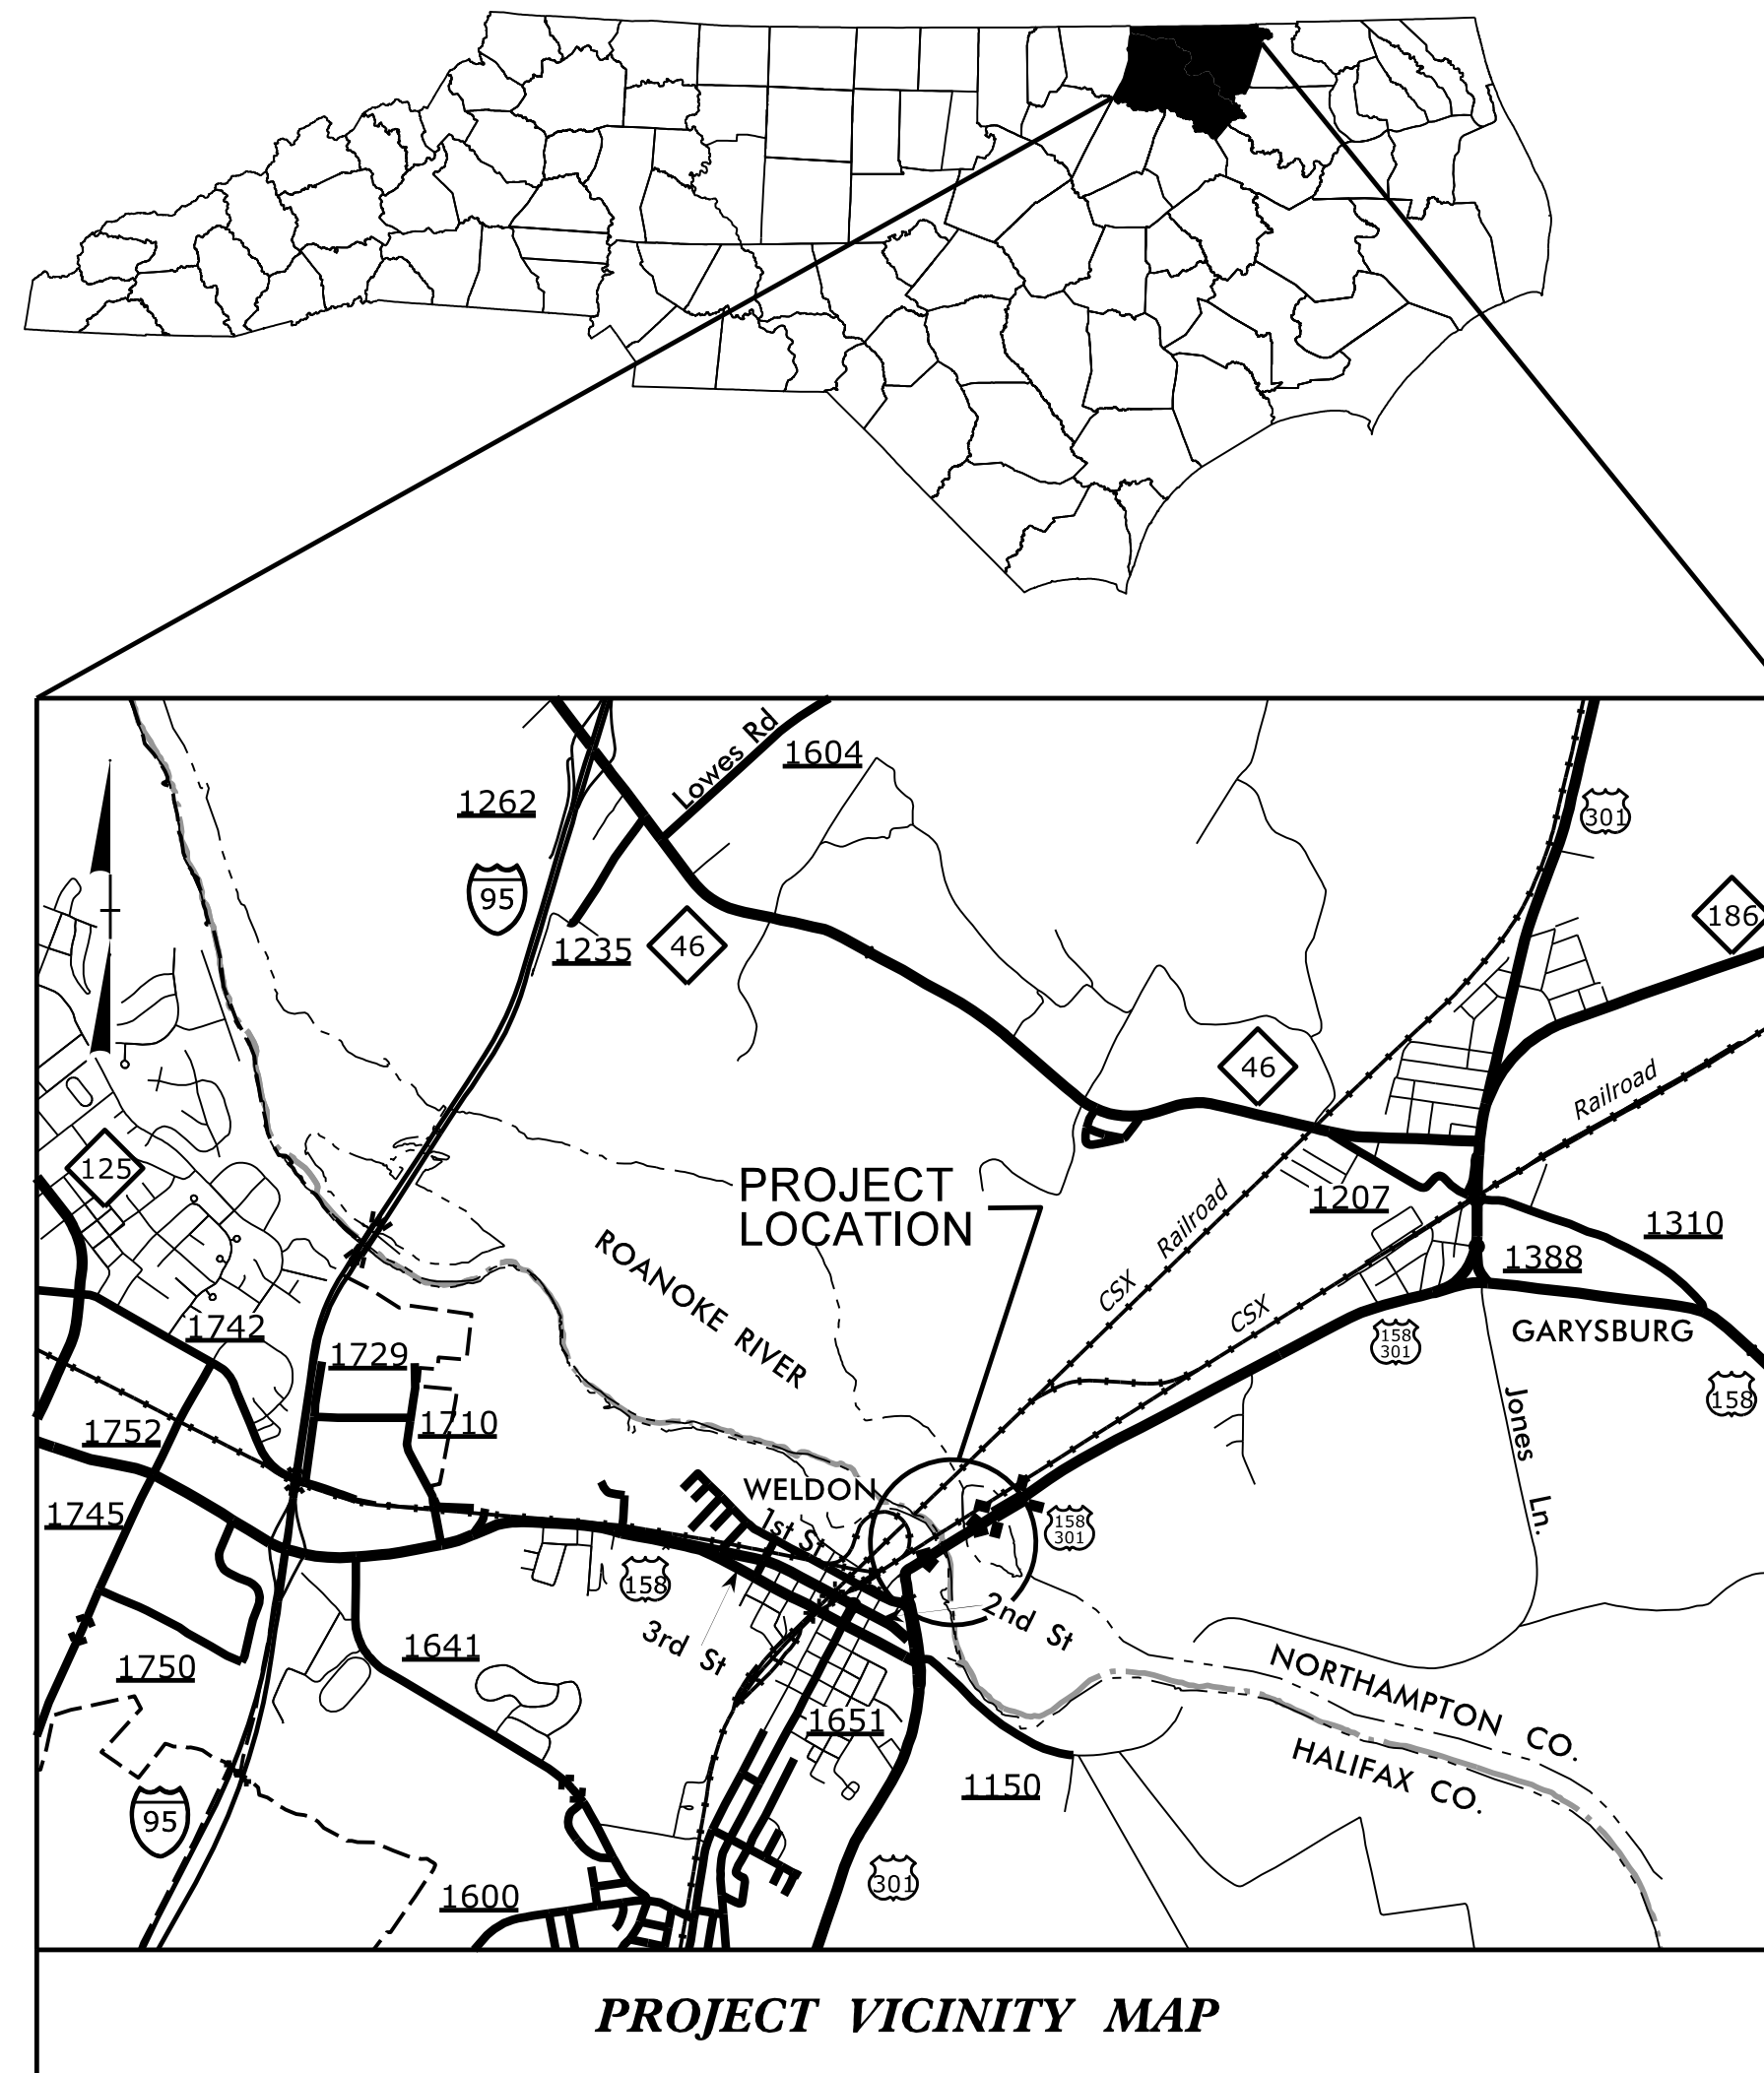 Lowes Rd
1604
1262
301
95
186
1235
46
46
Railroad
125
PROJECT
LOCATION
1207
Railroad
1310
ROANOKE RIVER
CSX
1388
CSX
1742
GARYSBURG
158
301
1729
158
Jones Ln.
1710
1752
WELDON
1745
1st St
158
301
158
2nd St
3rd St
1641
1750
NORTHAMPTON CO.
1651
HALIFAX CO.
1150
95
301
1600
PROJECT VICINITY MAP